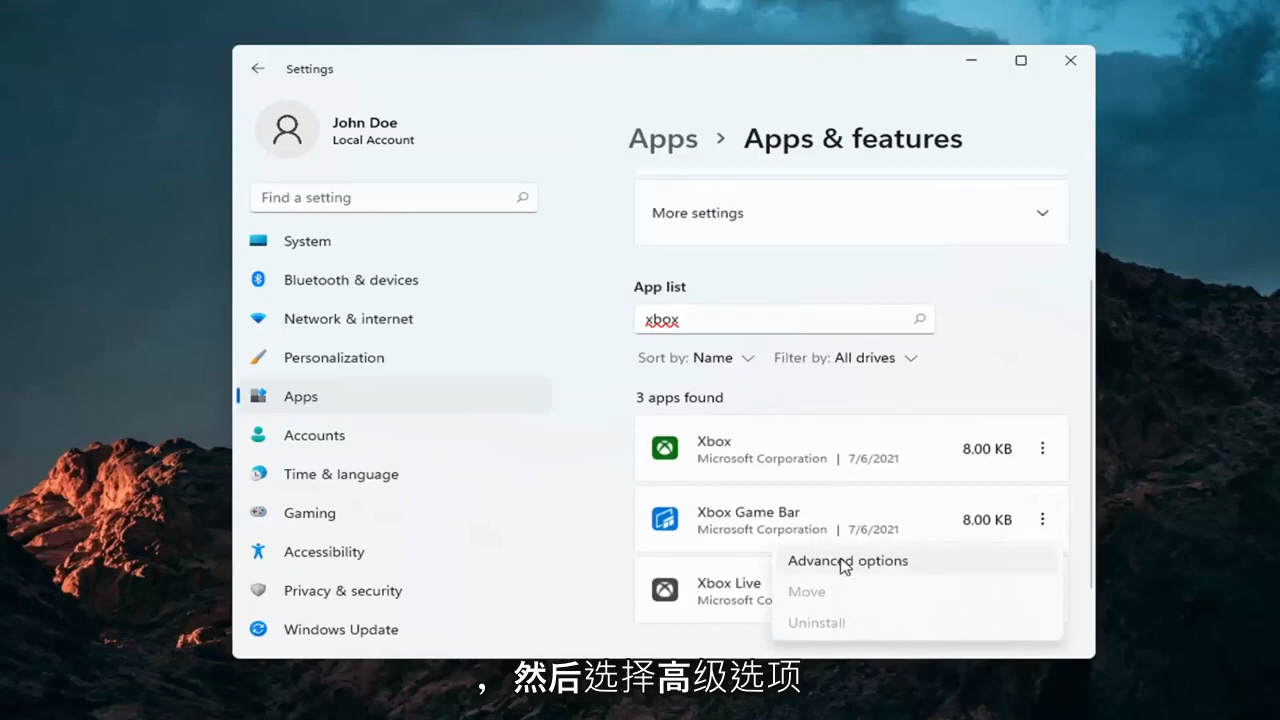 Settings
John Doe
Local Account
Find a setting
System
Bluetooth & devices
Network & internet
Personalization
Apps
Accounts
Time & language
Gaming
Accessibility
Privacy & security
Windows Update
Apps > Apps & features
More settings
App list
xbox
Sort by: Name Filter by: All drives
3 apps found
Xbox
Microsoft Corporation | 7/6/2021
8.00 KB
Xbox Game Bar
Microsoft Corporation | 7/6/2021
8.00 KB
Xbox Live
Microsoft Co
Advanced options
Move
Uninstall
，然后选择高级选项